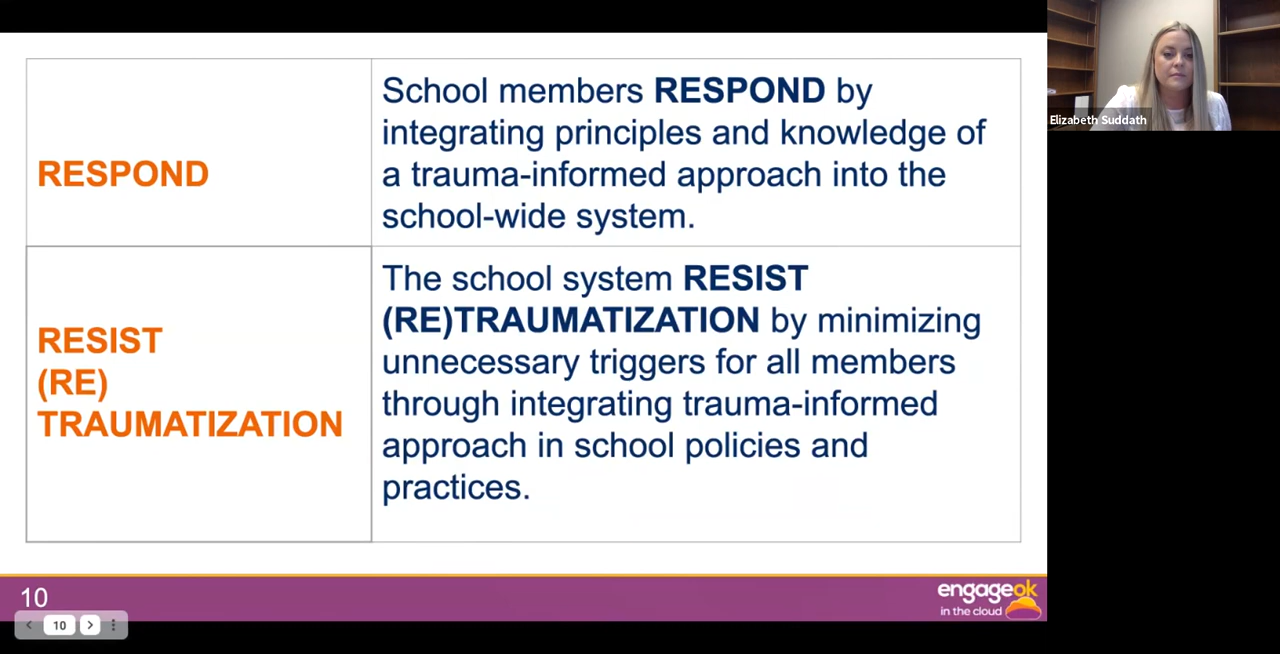 RESPOND
School members RESPOND by
integrating principles and knowledge of
a trauma-informed approach into the
school-wide system.
RESIST
(RE)
TRAUMATIZATION
The school system RESIST
(RE)TRAUMATIZATION by minimizing
unnecessary triggers for all members
through integrating trauma-informed
approach in school policies and
practices.
10
engageok
in the cloud
10
Elizabeth Suddath